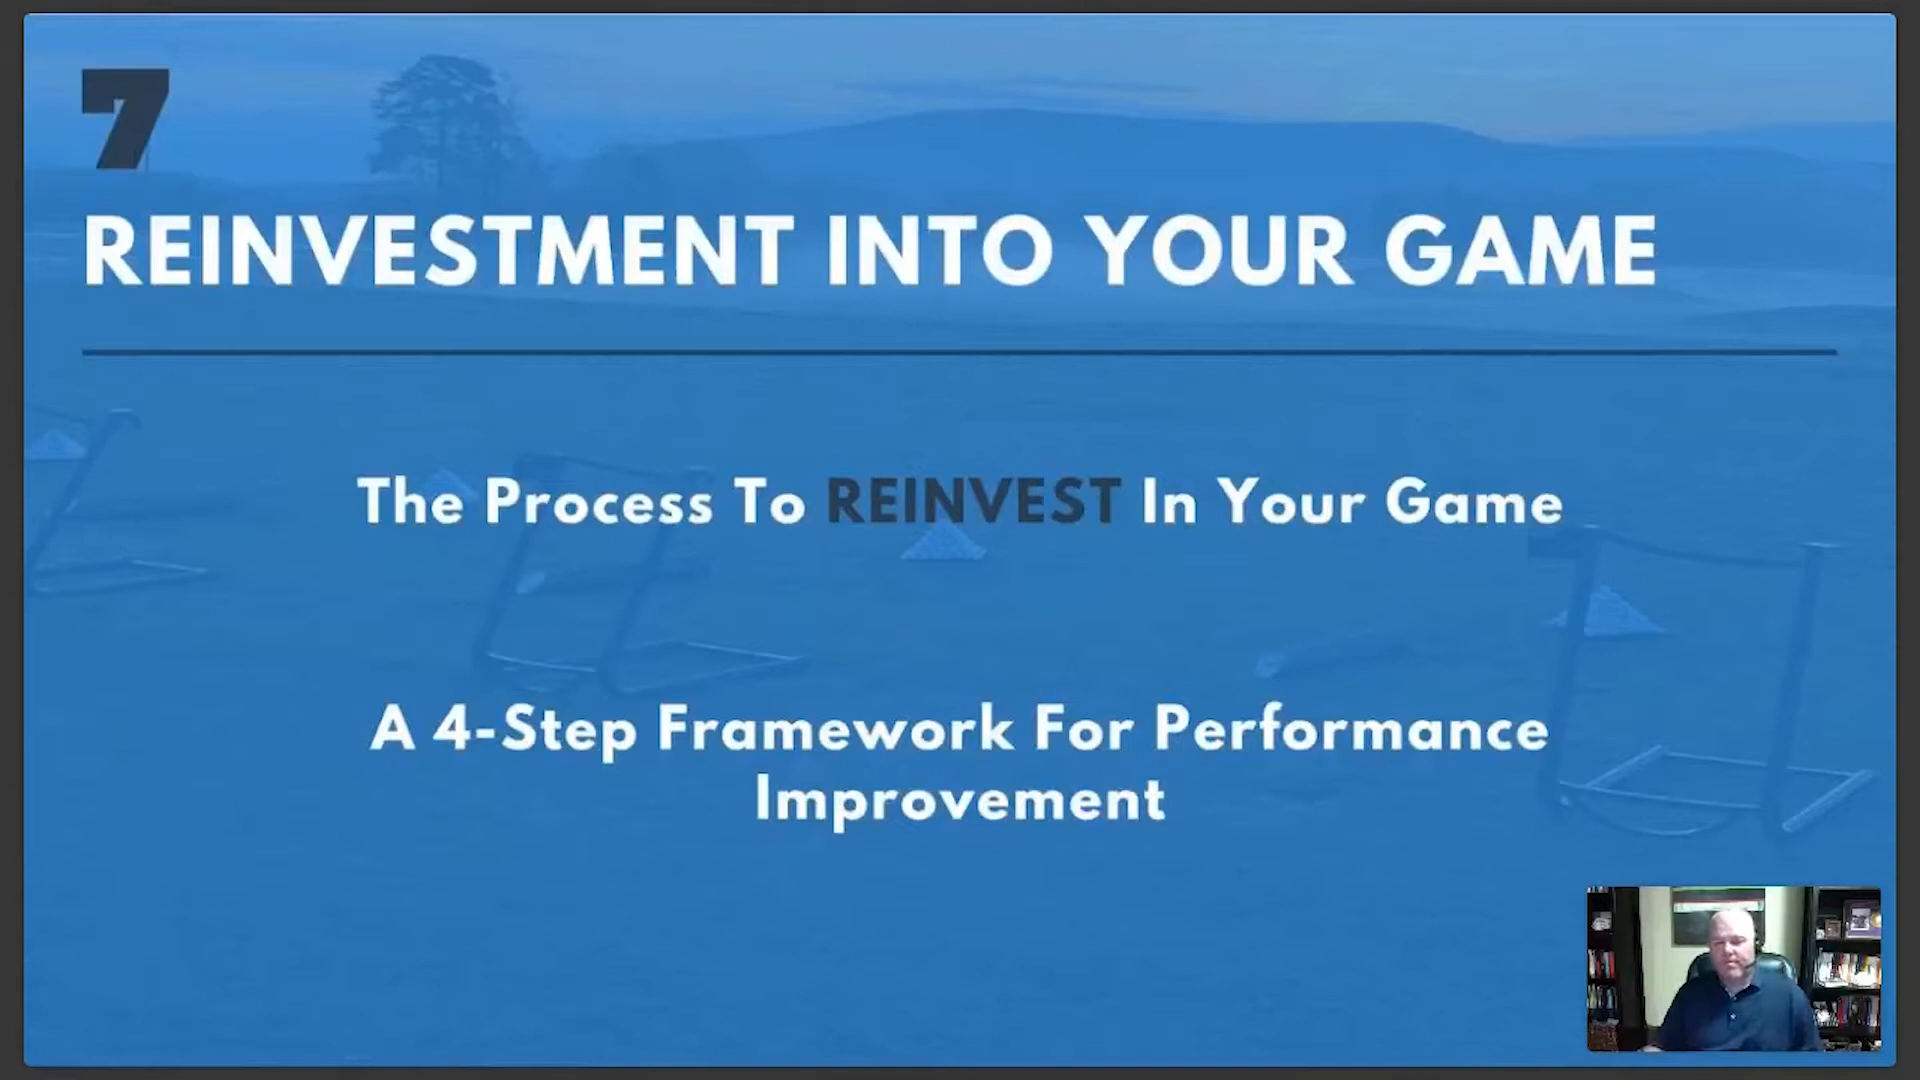 7
REINVESTMENT INTO YOUR GAME
The Process To REINVEST In Your Game
A 4-Step Framework For Performance
Improvement